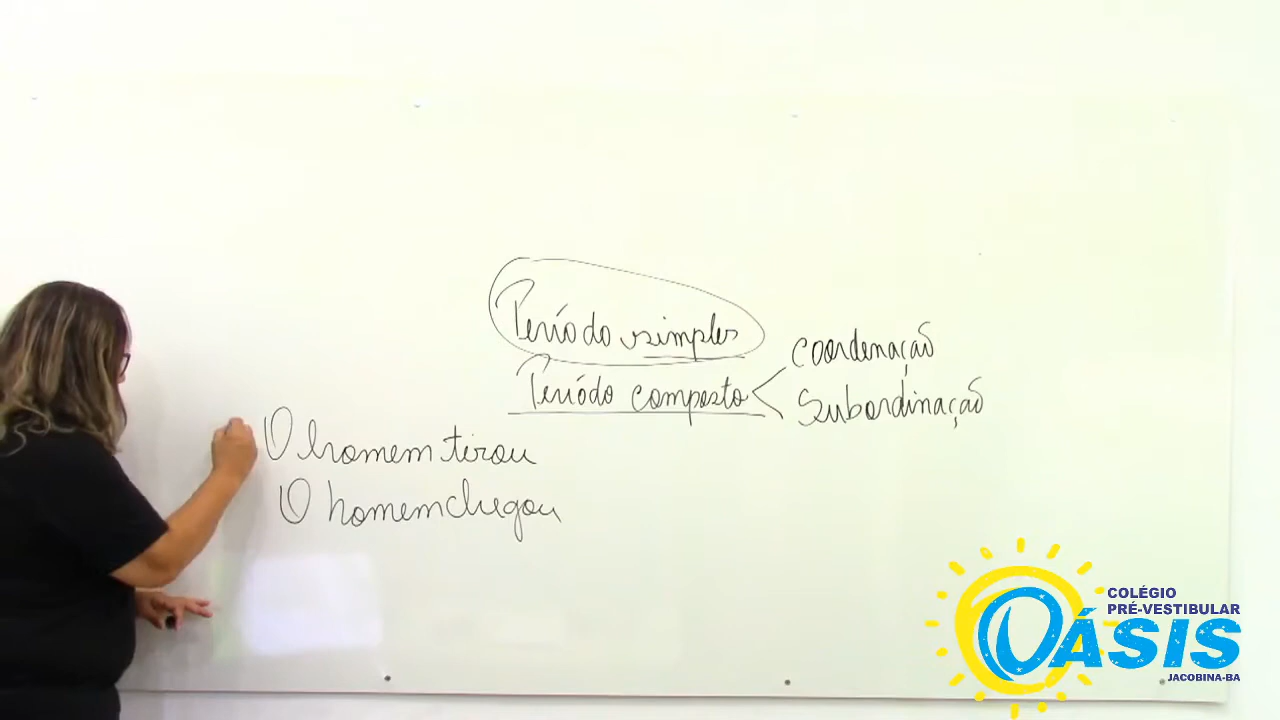 Período simples
Período composto < coordenação
Subordinação
O homem tirou
O homem chegou
COLÉGIO
PRÉ-VESTIBULAR
OÁSIS
JACOBINA-BA